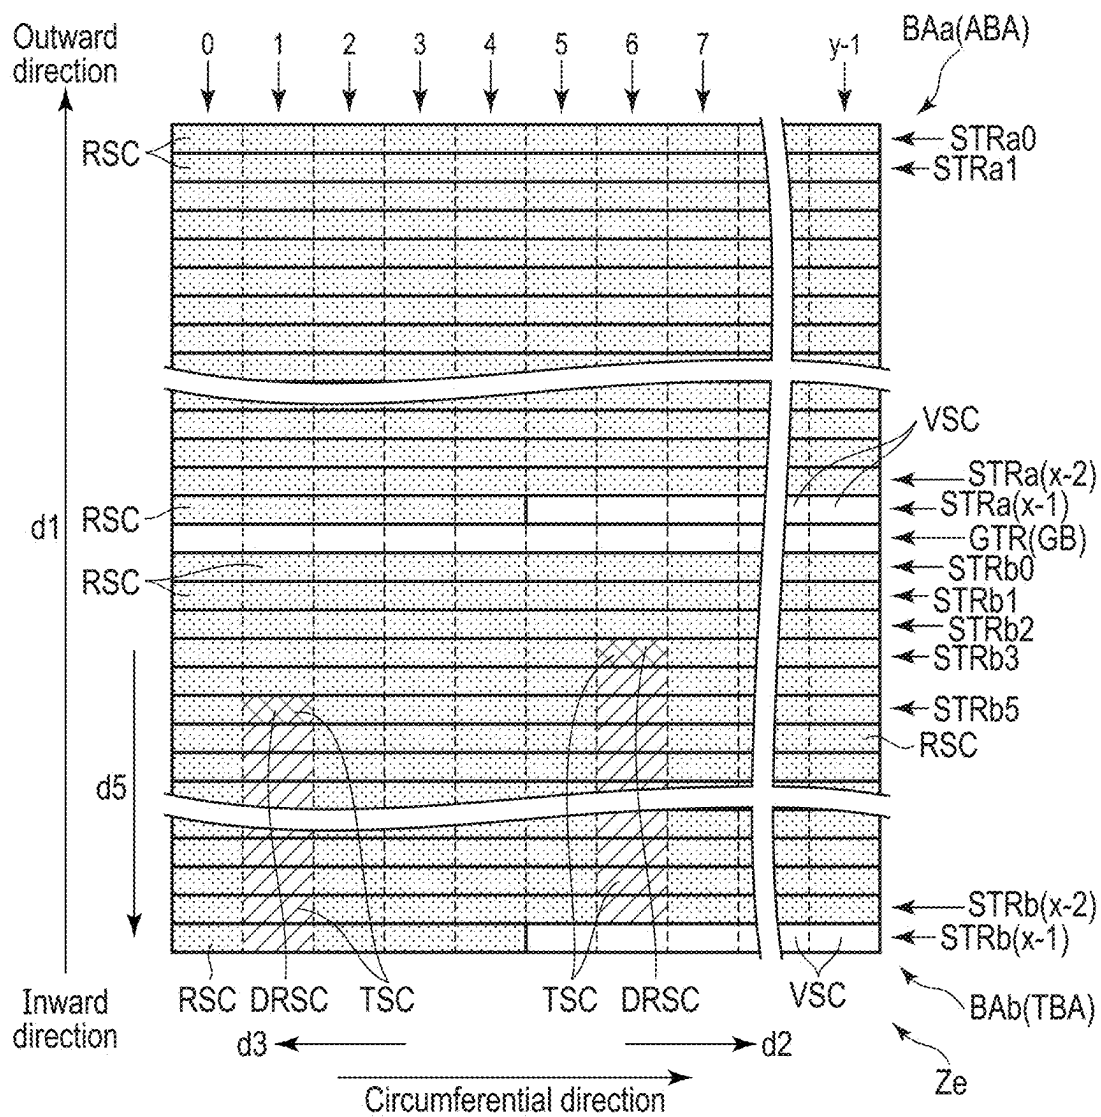 Outward
direction
0 1 2 3 4 5 6 7 y-1
BAa(ABA)
RSC
STRa0
STRa1
VSC
STRa(x-2)
STRa(x-1)
RSC
d1
GTR(GB)
RSC
STRb0
STRb1
STRb2
STRb3
STRb5
RSC
d5
STRb(x-2)
STRb(x-1)
RSC DRSC TSC TSC DRSC VSC
Inward
direction
BAb(TBA)
d3
d2
Ze
Circumferential direction